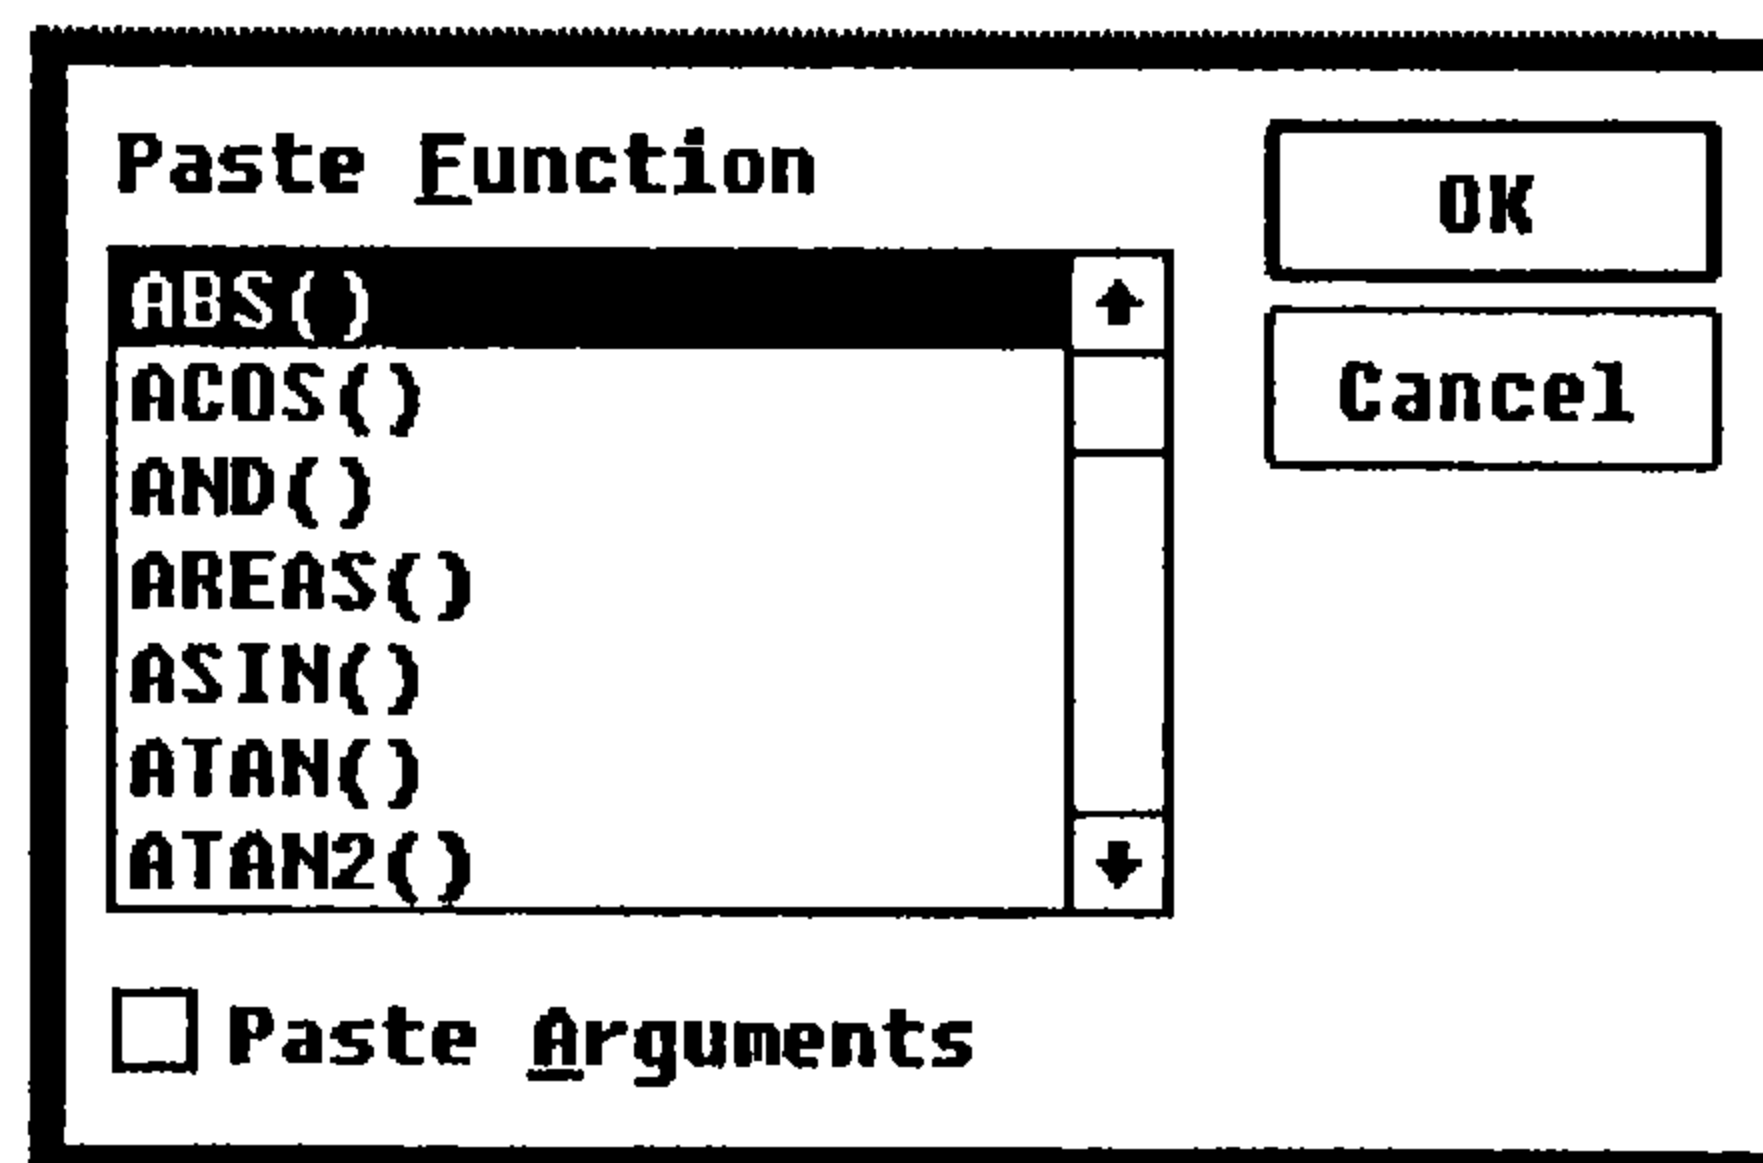 Paste Function
OK
ABS()
Cancel
ACOS()
AND()
AREAS()
ASIN()
ATAN()
ATAN2()
Paste Arguments